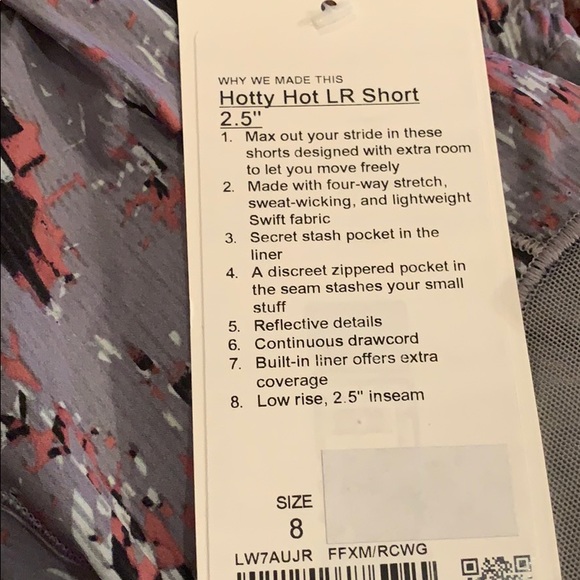 WHY WE MADE THIS
Hotty Hot LR Short
2.5"
1. Max out your stride in these
shorts designed with extra room
to let you move freely
2. Made with four-way stretch,
sweat-wicking, and lightweight
Swift fabric
3. Secret stash pocket in the
liner
4. A discreet zippered pocket in
the seam stashes your small
stuff
5. Reflective details
6. Continuous drawcord
7. Built-in liner offers extra
coverage
8. Low rise, 2.5" inseam
SIZE
8
LW7AUJR FFXM/RCWG